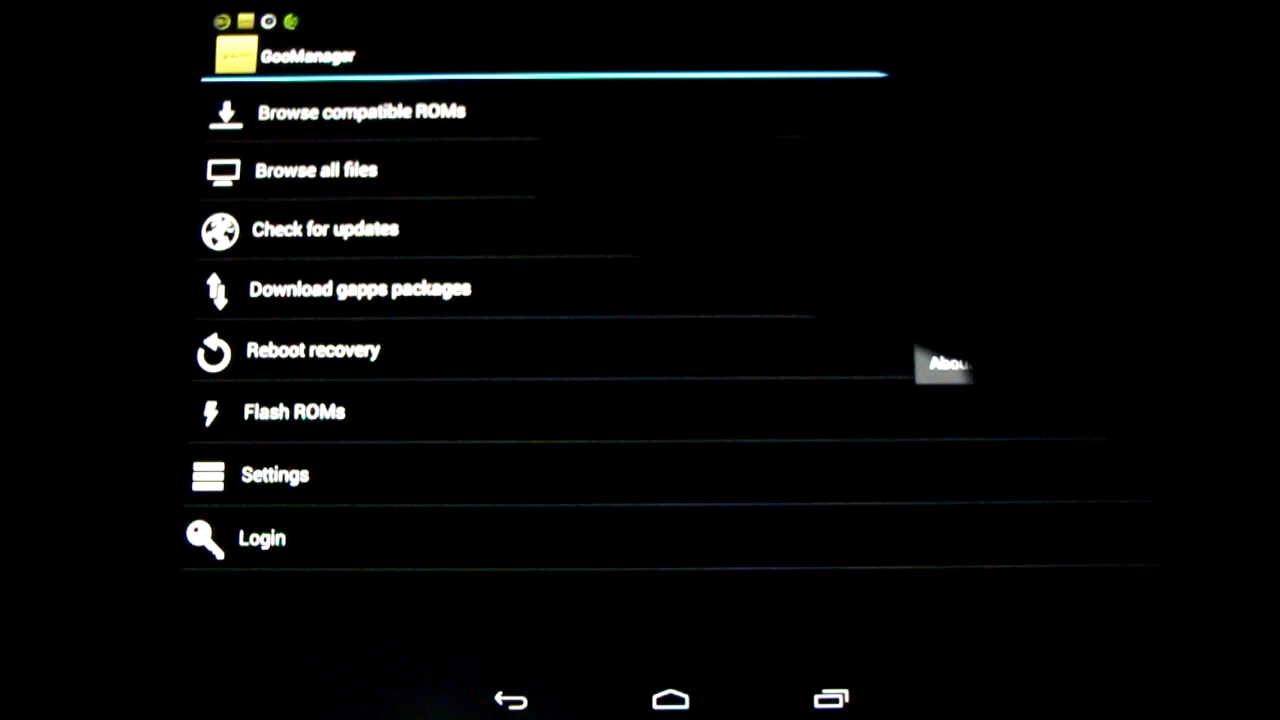 GooManager
Browse compatible ROMs
Browse all files
Check for updates
Download gapps packages
Reboot recovery
Abou
Flash ROMs
Settings
Login